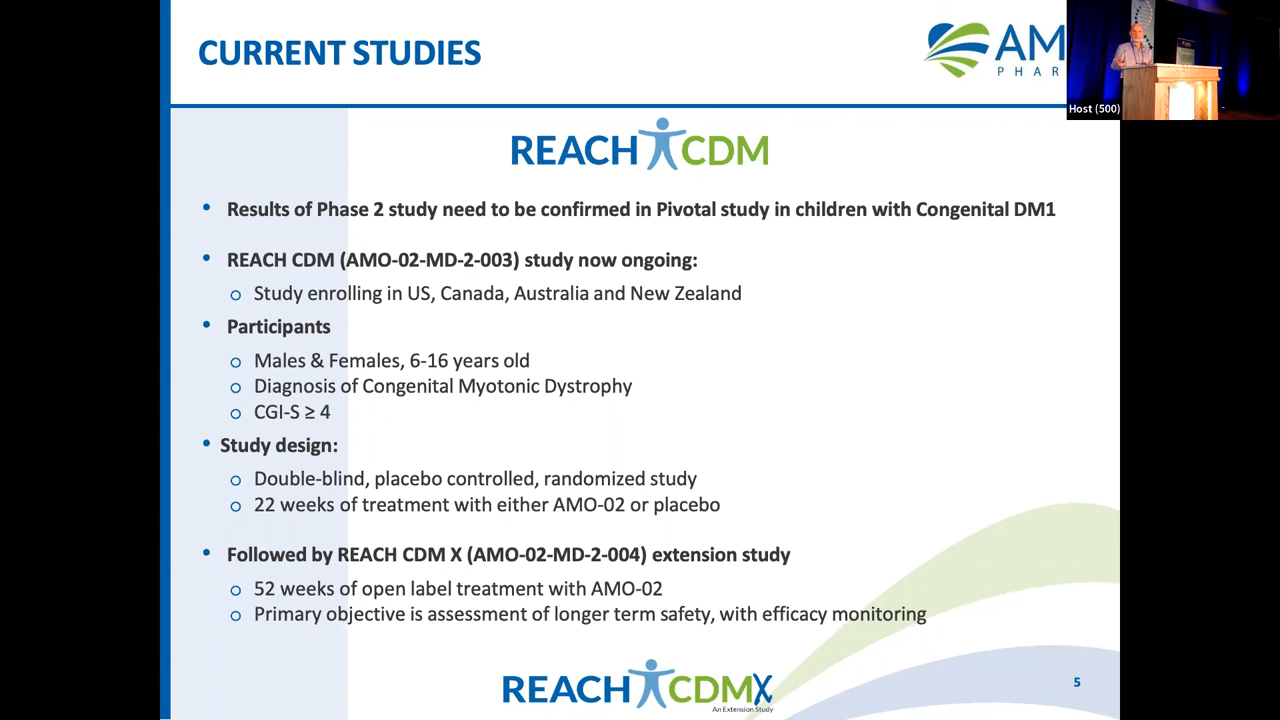 CURRENT STUDIES
AM
PHAR
Host (500)
REACH CDM
• Results of Phase 2 study need to be confirmed in Pivotal study in children with Congenital DM1
• REACH CDM (AMO-02-MD-2-003) study now ongoing:
o Study enrolling in US, Canada, Australia and New Zealand
• Participants
o Males & Females, 6-16 years old
o Diagnosis of Congenital Myotonic Dystrophy
o CGI-S ≥ 4
• Study design:
o Double-blind, placebo controlled, randomized study
o 22 weeks of treatment with either AMO-02 or placebo
• Followed by REACH CDM X (AMO-02-MD-2-004) extension study
o 52 weeks of open label treatment with AMO-02
o Primary objective is assessment of longer term safety, with efficacy monitoring
REACH CDMX
An Extension Study
5